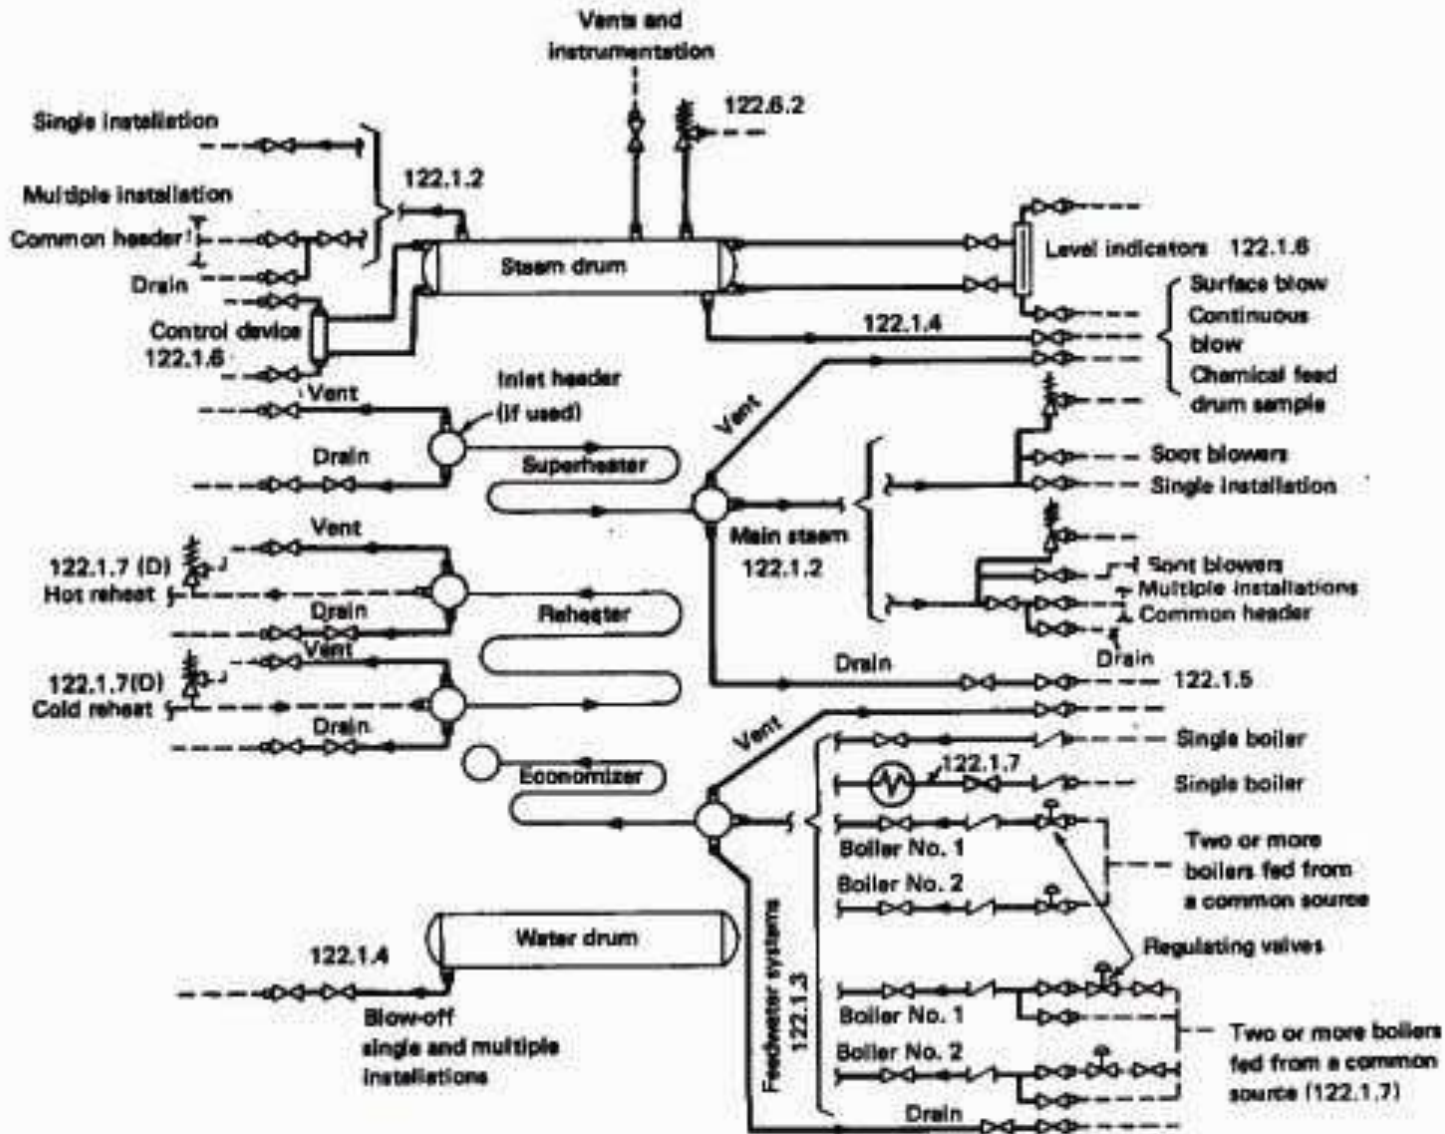 Vents and
instrumentation
122.6.2
Single installation
Multiple installation
Common header
Drain
122.1.2
Steam drum
Level indicators 122.1.6
Surface blow
Continuous
blow
Chemical feed
drum sample
Control device
122.1.6
122.1.4
Vent
Inlet header
(if used)
Drain
Superheater
Vent
Soot blowers
Single installation
Main steam
122.1.2
Vent
122.1.7 (D)
Hot reheat
Drain
Reheater
Soot blowers
Multiple installations
Common header
Drain
Vent
122.1.7(D)
Cold reheat
Drain
Drain
122.1.5
Vent
Economizer
Single boiler
122.1.7
Single boiler
Boiler No. 1
Boiler No. 2
Two or more
boilers fed from
a common source
Regulating valves
Water drum
122.1.4
Blow-off
single and multiple
installations
Feedwater systems
122.1.3
Boiler No. 1
Boiler No. 2
Two or more boilers
fed from a common
source (122.1.7)
Drain